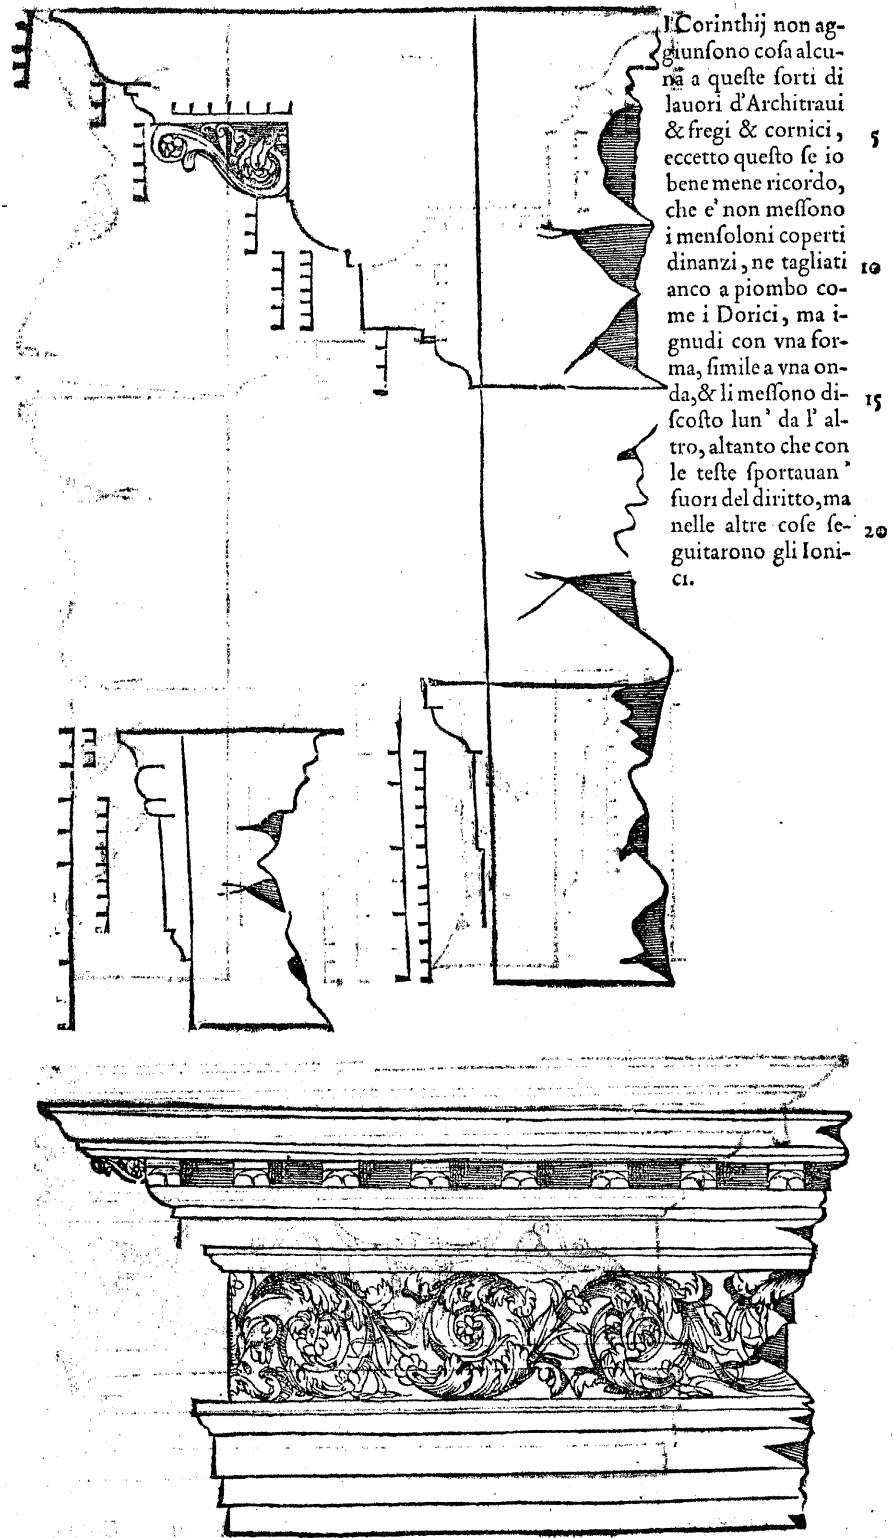 I Corinthij non ag-
giunſono coſa alcu-
na a queſte ſorti di
lauori d'Architraui
& fregi & cornici, 5
eccetto queſto ſe io
bene mene ricordo,
che e' non meſſono
i menſoloni coperti
dinanzi, ne tagliati 10
anco a piombo co-
me i Dorici, ma i-
gnudi con vna for-
ma, ſimile a vna on-
da, & li meſſono di- 15
ſcoſto lun' da l' al-
tro, altanto che con
le teſte ſportauan'
fuori del diritto, ma
nelle altre coſe ſe- 20
guitarono gli Ioni-
ci.